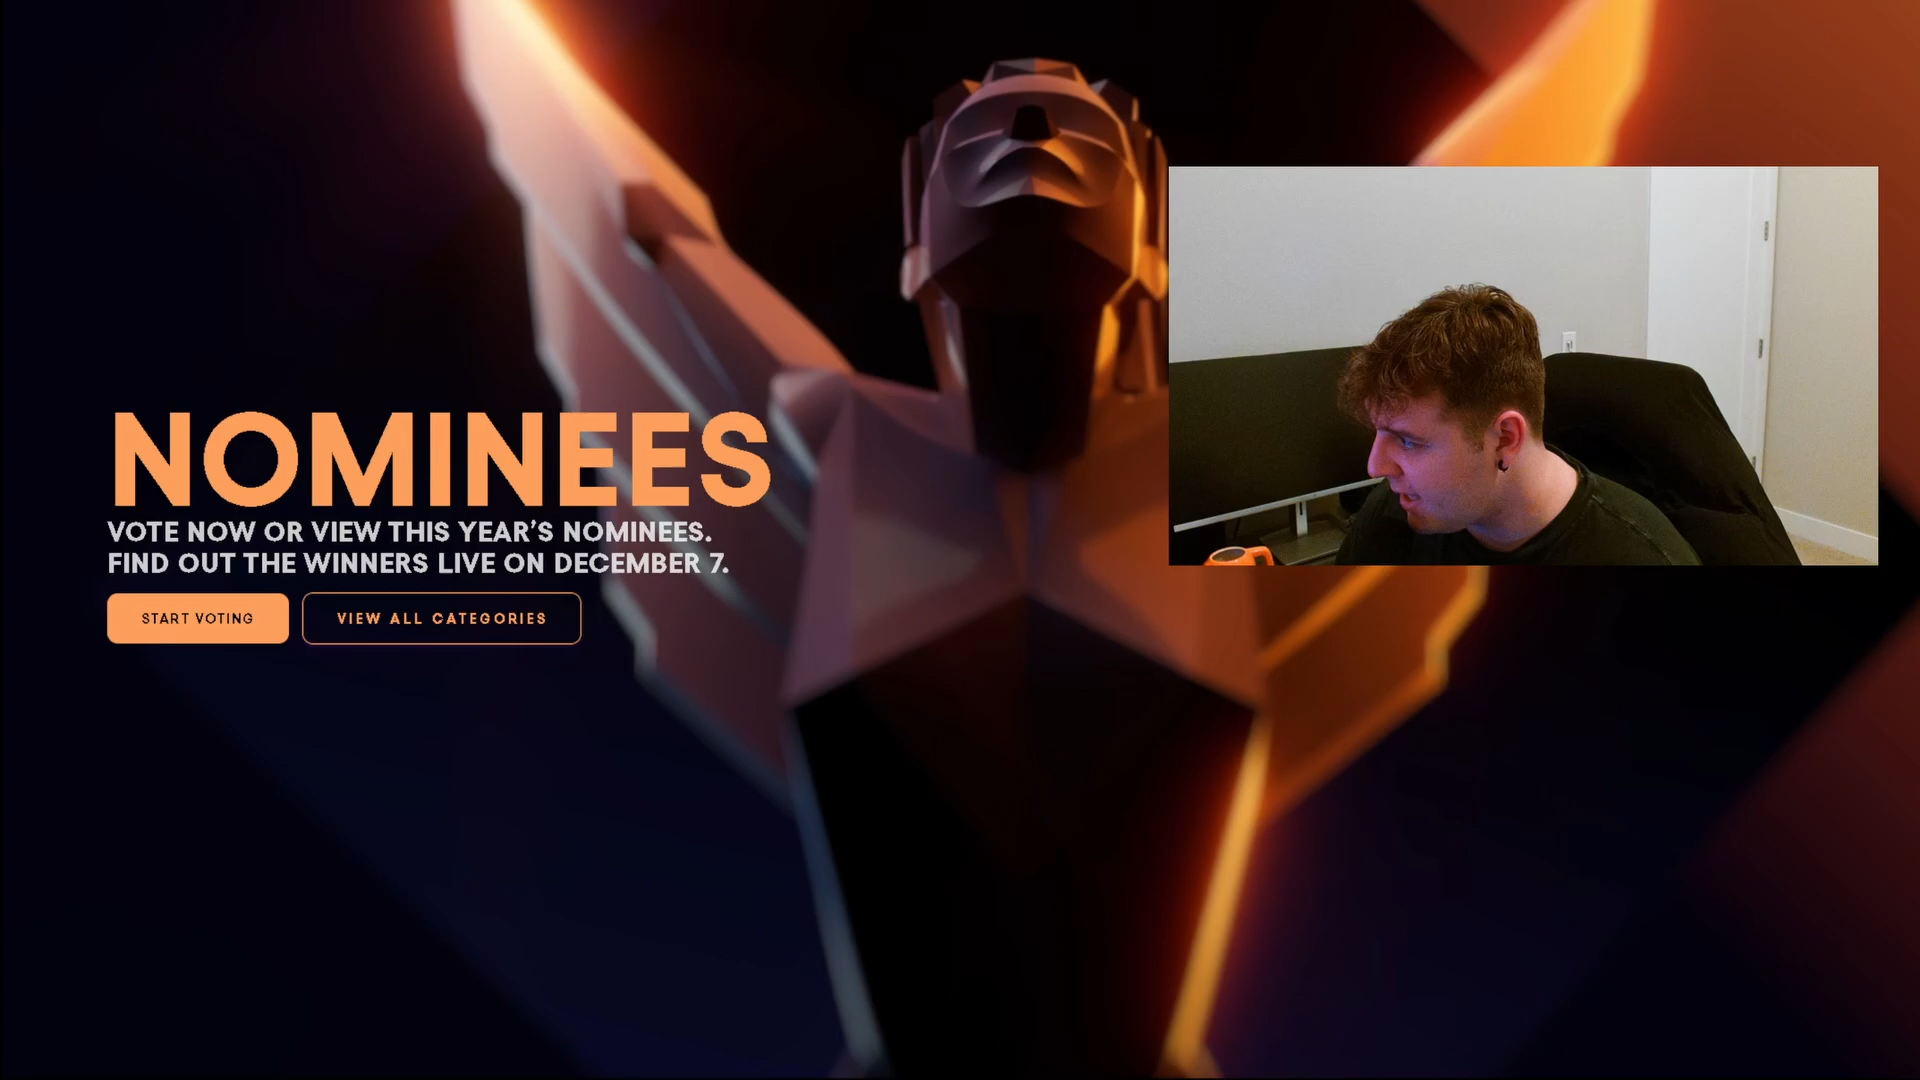 NOMINEES
VOTE NOW OR VIEW THIS YEAR'S NOMINEES.
FIND OUT THE WINNERS LIVE ON DECEMBER 7.
START VOTING
VIEW ALL CATEGORIES